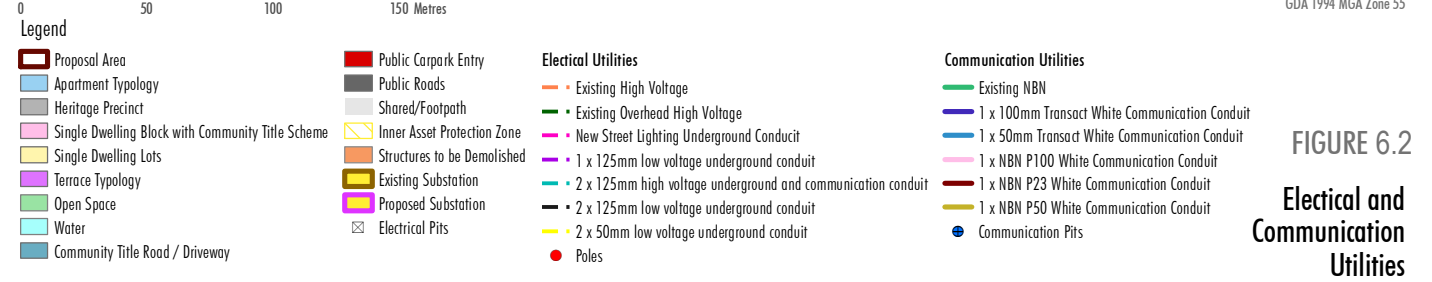 0 50 100 150 Metres
GDA 1994 MGA Zone 55
Legend
Proposal Area
Apartment Typology
Heritage Precinct
Single Dwelling Block with Community Title Scheme
Single Dwelling Lots
Terrace Typology
Open Space
Water
Community Title Road / Driveway
Public Carpark Entry
Public Roads
Shared/Footpath
Inner Asset Protection Zone
Structures to be Demolished
Existing Substation
Proposed Substation
Electrical Pits
Electical Utilities
Existing High Voltage
Existing Overhead High Voltage
New Street Lighting Underground Conducit
1 x 125mm low voltage underground conduit
2 x 125mm high voltage underground and communication conduit
2 x 125mm low voltage underground conduit
2 x 50mm low voltage underground conduit
Poles
Communication Utilities
Existing NBN
1 x 100mm Transact White Communication Conduit
1 x 50mm Transact White Communication Conduit
1 x NBN P100 White Communication Conduit
1 x NBN P23 White Communication Conduit
1 x NBN P50 White Communication Conduit
Communication Pits
FIGURE 6.2
Electical and
Communication
Utilities